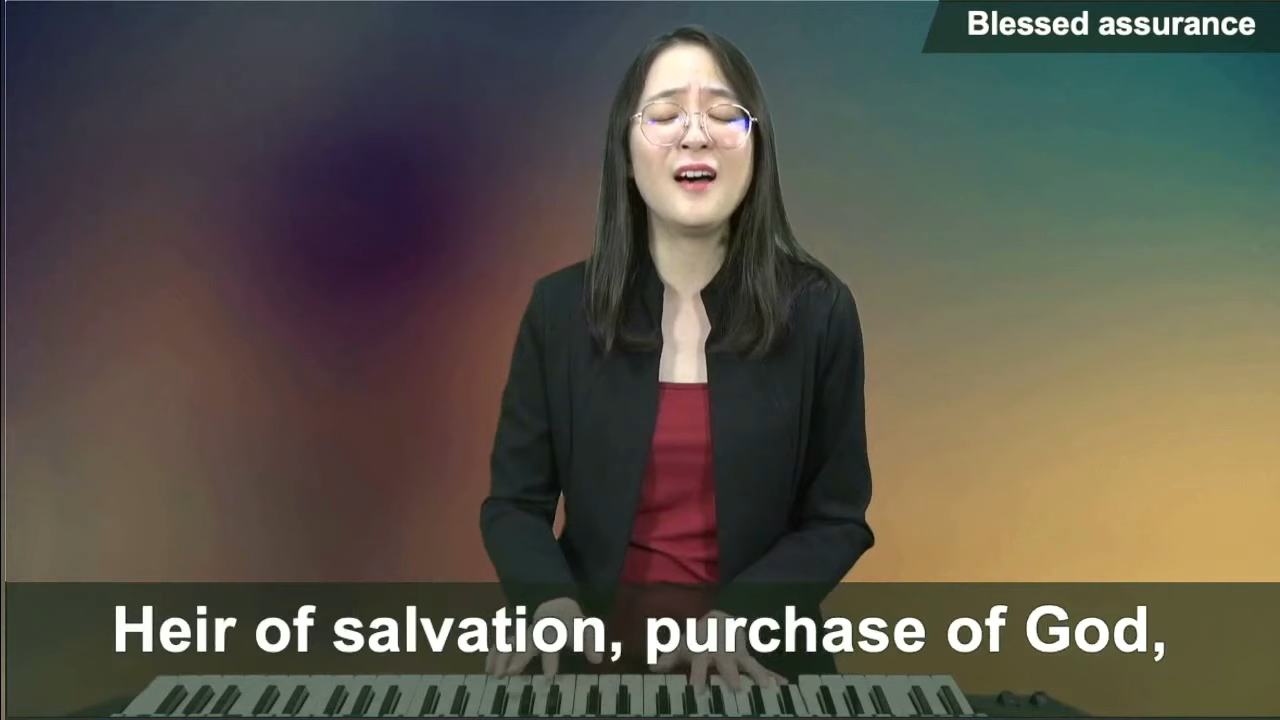 Blessed assurance
Heir of salvation, purchase of God,